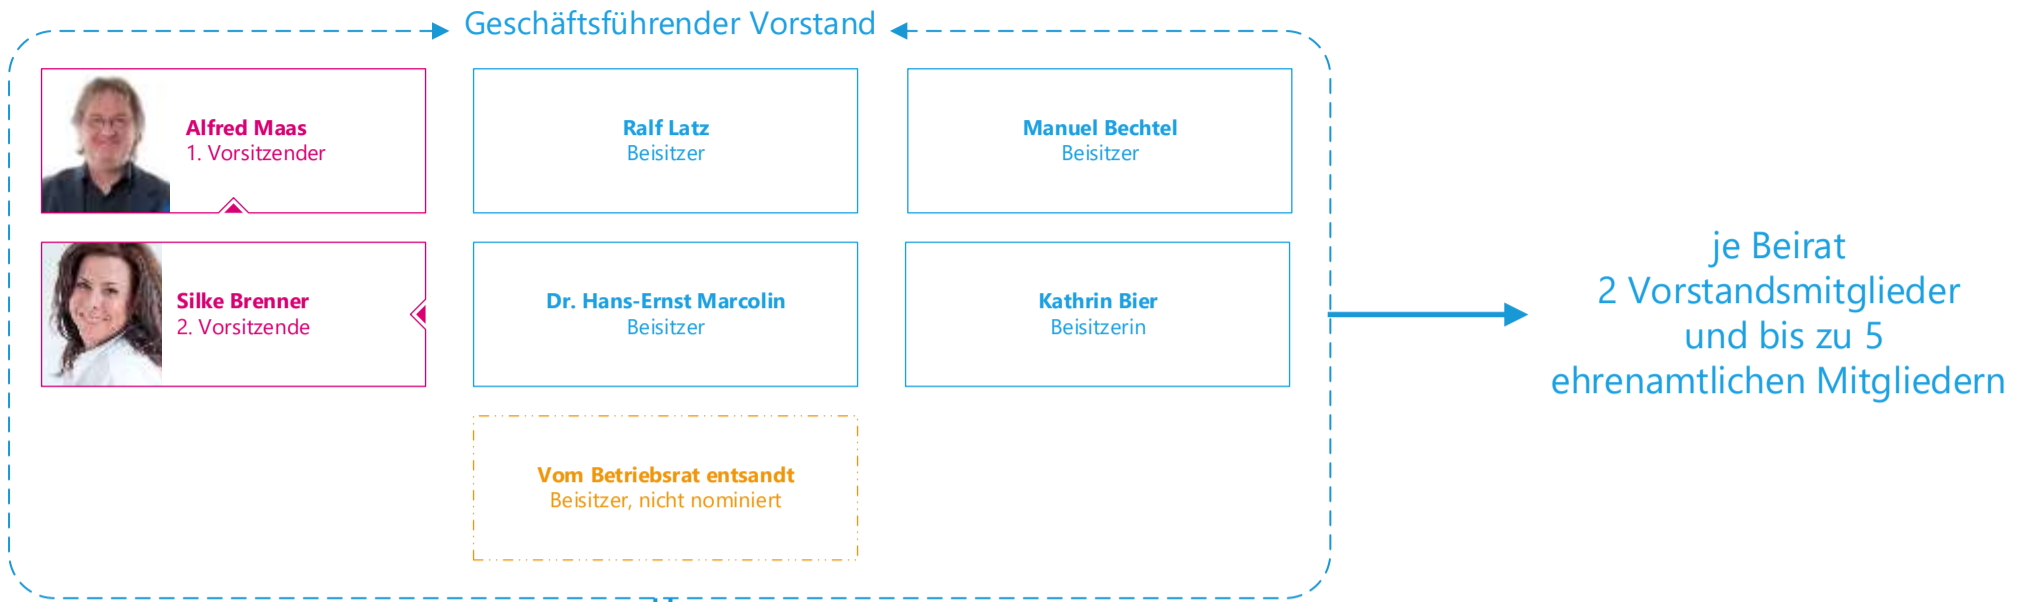 Geschäftsführender Vorstand
Alfred Maas
1. Vorsitzender
Ralf Latz
Beisitzer
Manuel Bechtel
Beisitzer
Silke Brenner
2. Vorsitzende
Dr. Hans-Ernst Marcolin
Beisitzer
Kathrin Bier
Beisitzerin
Vom Betriebsrat entsandt
Beisitzer, nicht nominiert
je Beirat
2 Vorstandsmitglieder
und bis zu 5
ehrenamtlichen Mitgliedern